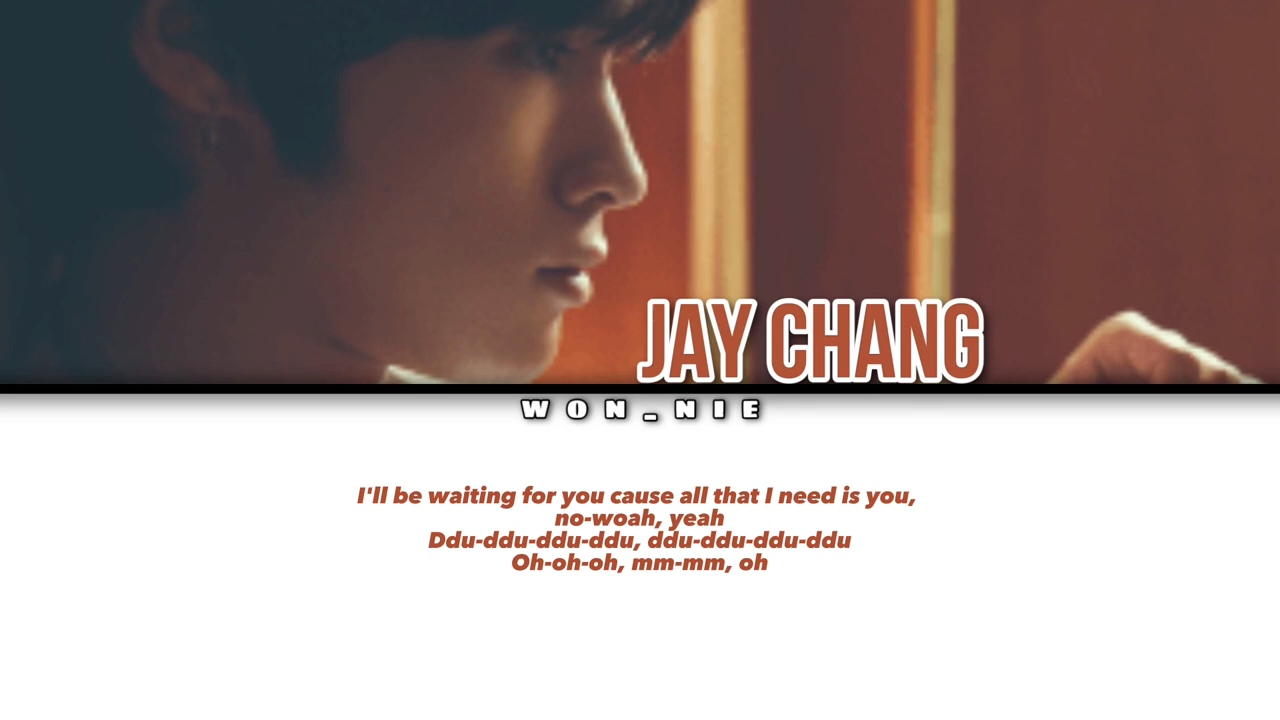 JAY CHANG
WON_NIE
I'll be waiting for you cause all that I need is you,
no-woah, yeah
Ddu-ddu-ddu-ddu, ddu-ddu-ddu-ddu
Oh-oh-oh, mm-mm, oh